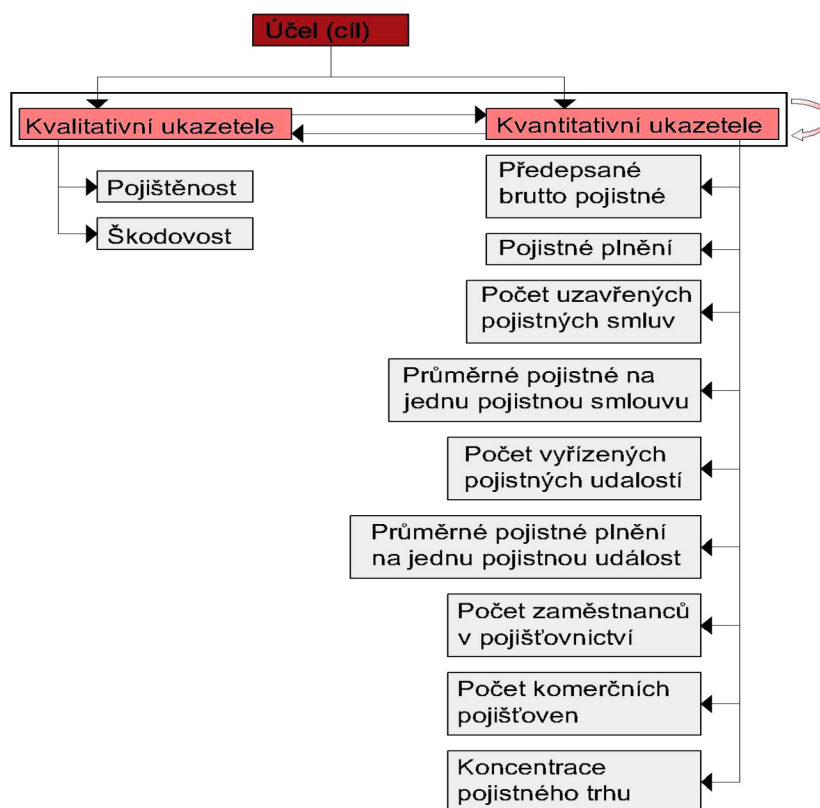 Účel (cíl)
Kvalitativní ukazetele
Kvantitativní ukazetele
Pojištěnost
Škodovost
Předepsané
brutto pojistné
Pojistné plnění
Počet uzavřených
pojistných smluv
Průměrné pojistné na
jednu pojistnou smlouvu
Počet vyřízených
pojistných udalostí
Průměrné pojistné plnění
na jednu pojistnou událost
Počet zaměstnanců
v pojišťovnictví
Počet komerčních
pojišťoven
Koncentrace
pojistného trhu